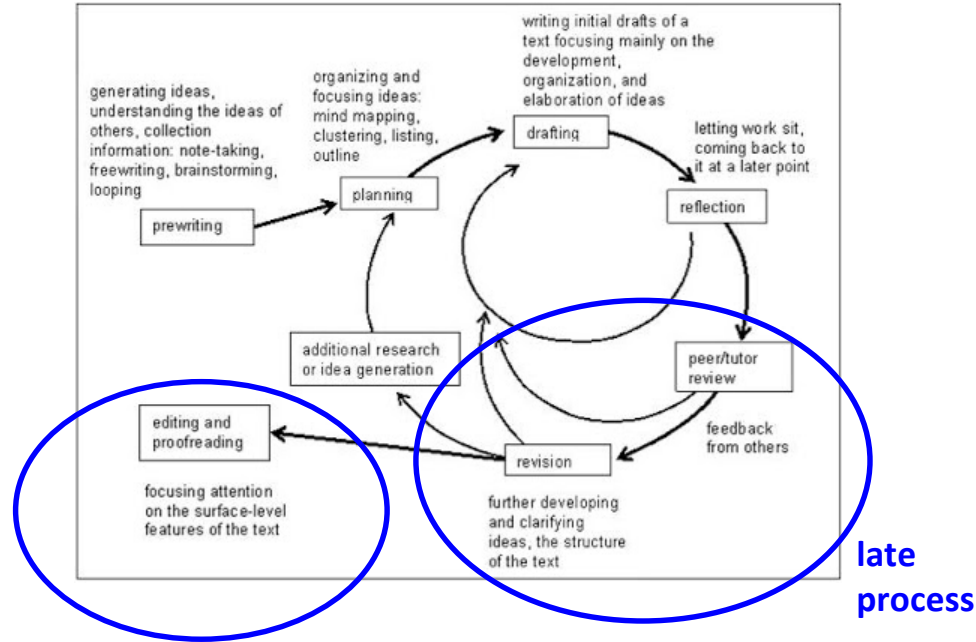 generating ideas,
understanding the ideas of
others, collection
information: note-taking,
freewriting, brainstorming,
looping
prewriting
organizing and
focusing ideas:
mind mapping,
clustering, listing,
outline
planning
writing initial drafts of a
text focusing mainly on the
development,
organization, and
elaboration of ideas
drafting
letting work sit,
coming back to
it at a later point
reflection
peer/tutor
review
feedback
from others
additional research
or idea generation
revision
further developing
and clarifying
ideas, the structure
of the text
editing and
proofreading
focusing attention
on the surface-level
features of the text
late
process